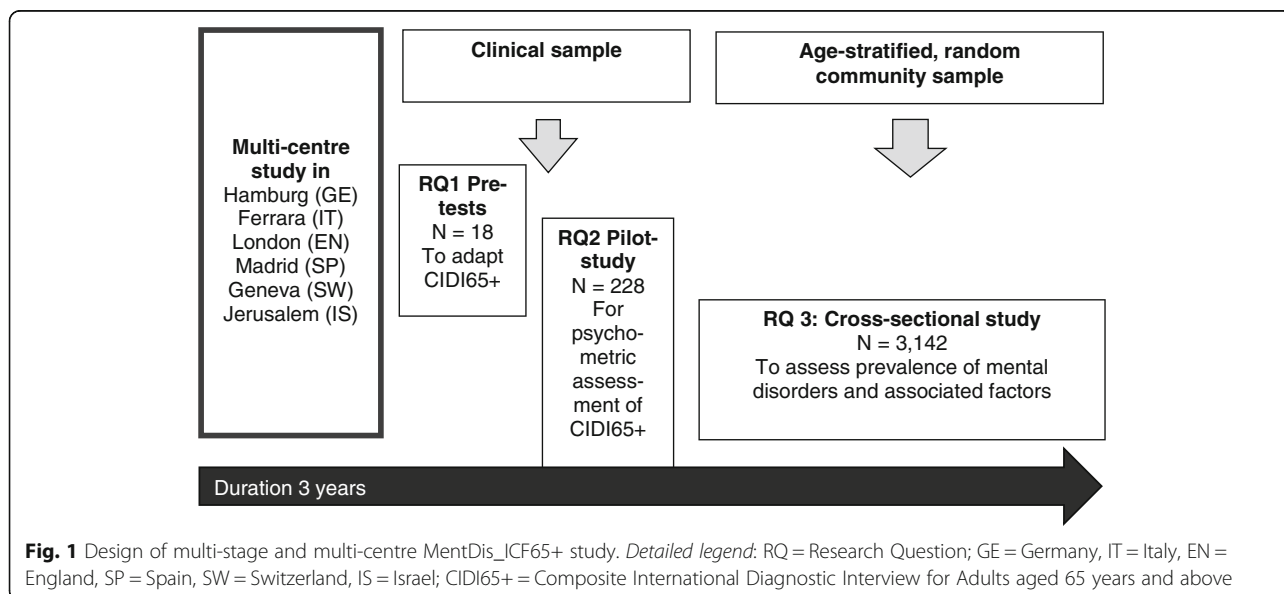 Multi-centre
study in
Hamburg (GE)
Ferrara (IT)
London (EN)
Madrid (SP)
Geneva (SW)
Jerusalem (IS)
Clinical sample
RQ1 Pre-
tests
N = 18
To adapt
CIDI65+
RQ2 Pilot-
study
N = 228
For
psycho-
metric
assess-
ment of
CIDI65+
Age-stratified, random
community sample
RQ 3: Cross-sectional study
N = 3,142
To assess prevalence of mental
disorders and associated factors
Duration 3 years
Fig. 1 Design of multi-stage and multi-centre MentDis_ICF65+ study. Detailed legend: RQ = Research Question; GE = Germany, IT = Italy, EN =
England, SP = Spain, SW = Switzerland, IS = Israel; CIDI65+ = Composite International Diagnostic Interview for Adults aged 65 years and above